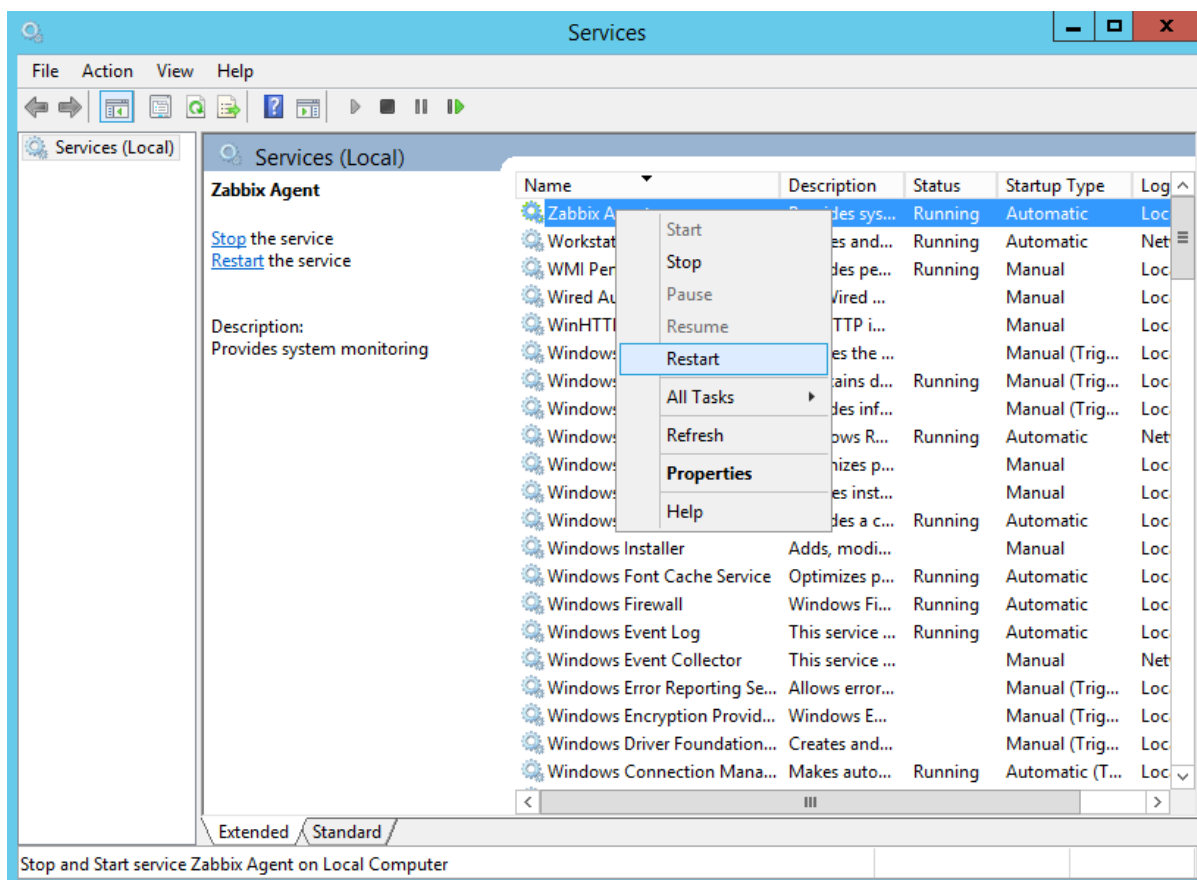 Services
File Action View Help
Services (Local)
Services (Local)
Zabbix Agent
Stop the service
Restart the service
Description:
Provides system monitoring
Name Description Status Startup Type Log
Zabbix A des sys... Running Automatic Loc
Workstat es and... Running Automatic Net
WMI Per des pe... Running Manual Loc
Wired Au Wired ... Manual Loc
WinHTT TTP i... Manual Loc
Windows es the ... Manual (Trig... Loc
Windows ains d... Running Manual (Trig... Loc
Windows des inf... Manual (Trig... Loc
Windows ows R... Running Automatic Net
Windows nizes p... Manual Loc
Windows es inst... Manual Loc
Windows des a c... Running Automatic Loc
Windows Installer Adds, modi... Manual Loc
Windows Font Cache Service Optimizes p... Running Automatic Loc
Windows Firewall Windows Fi... Running Automatic Loc
Windows Event Log This service ... Running Automatic Loc
Windows Event Collector This service ... Manual Net
Windows Error Reporting Se... Allows error... Manual (Trig... Loc
Windows Encryption Provid... Windows E... Manual (Trig... Loc
Windows Driver Foundation... Creates and... Manual (Trig... Loc
Windows Connection Mana... Makes auto... Running Automatic (T... Loc
Start
Stop
Pause
Resume
Restart
All Tasks
Refresh
Properties
Help
Extended Standard
Stop and Start service Zabbix Agent on Local Computer